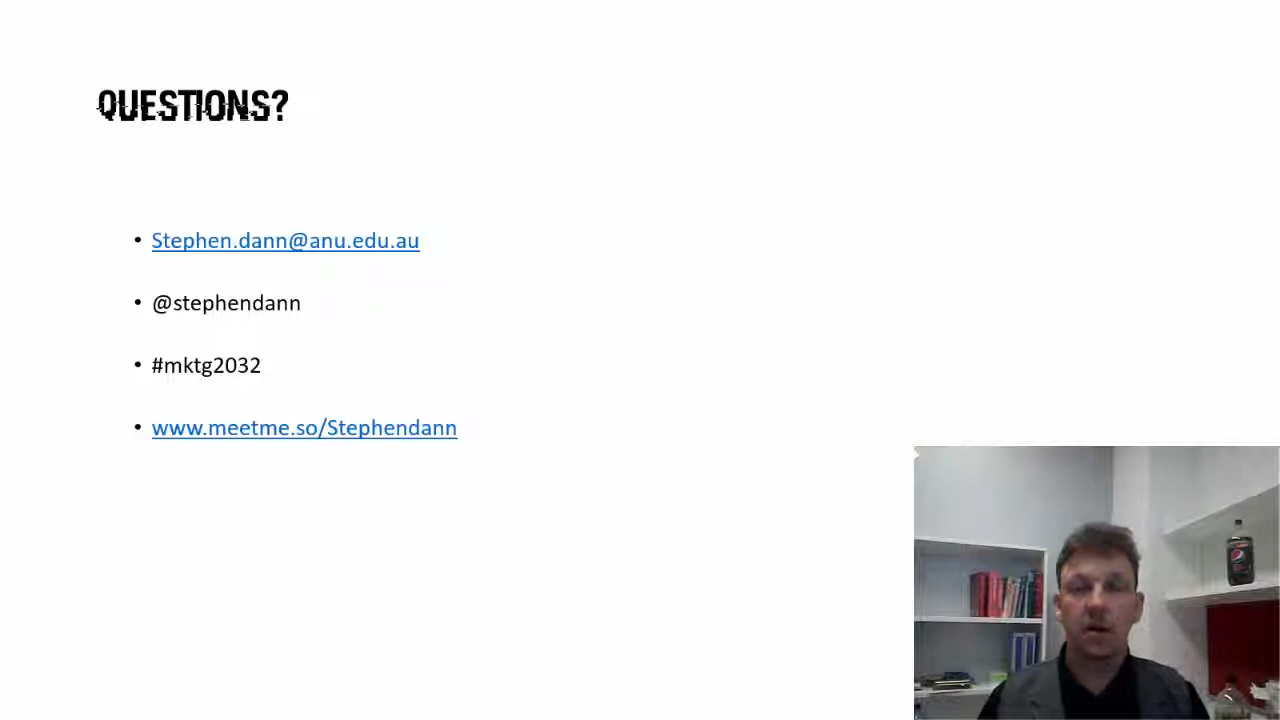 QUESTIONS?
• Stephen.dann@anu.edu.au
• @stephendann
• #mktg2032
• www.meetme.so/Stephendann